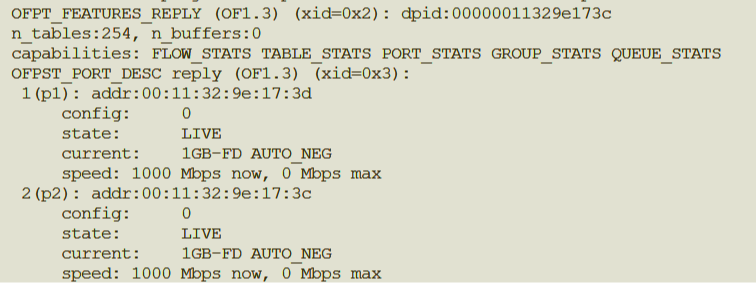 OFPT_FEATURES_REPLY (OF1.3) (xid=0x2): dpid:00000011329e173c
n_tables:254, n_buffers:0
capabilities: FLOW_STATS TABLE_STATS PORT_STATS GROUP_STATS QUEUE_STATS
OFPST_PORT_DESC reply (OF1.3) (xid=0x3):
1(p1): addr:00:11:32:9e:17:3d
config: 0
state: LIVE
current: 1GB-FD AUTO_NEG
speed: 1000 Mbps now, 0 Mbps max
2(p2): addr:00:11:32:9e:17:3c
config: 0
state: LIVE
current: 1GB-FD AUTO_NEG
speed: 1000 Mbps now, 0 Mbps max